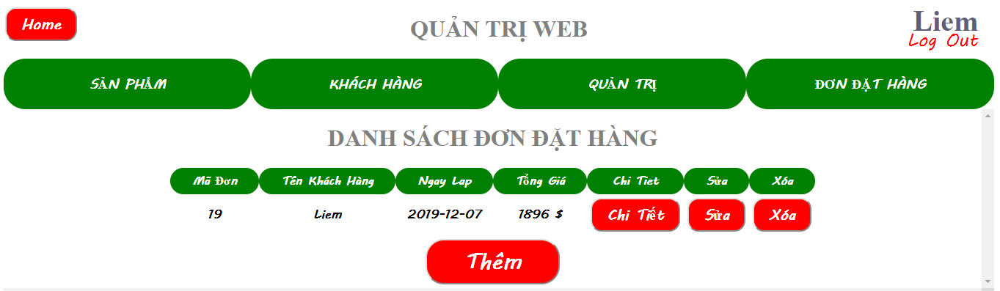 Home
QUẢN TRỊ WEB
Liem
Log Out
SẢN PHẨM KHÁCH HÀNG QUẢN TRỊ ĐƠN ĐẶT HÀNG
DANH SÁCH ĐƠN ĐẶT HÀNG
Mã Đơn Tên Khách Hàng Ngay Lap Tổng Giá Chi Tiet Sửa Xóa
19 Liem 2019-12-07 1896 $ Chi Tiết Sửa Xóa
Thêm